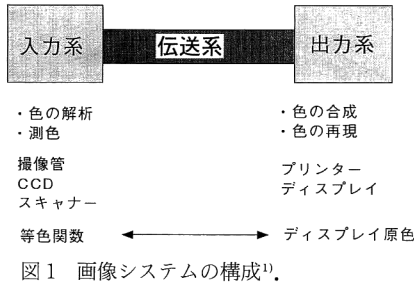 入力系 伝送系 出力系
・色の解析
・測色
撮像管
CCD
スキャナー
等色関数
・色の合成
・色の再現
プリンター
ディスプレイ
ディスプレイ原色
図1 画像システムの構成¹⁾.